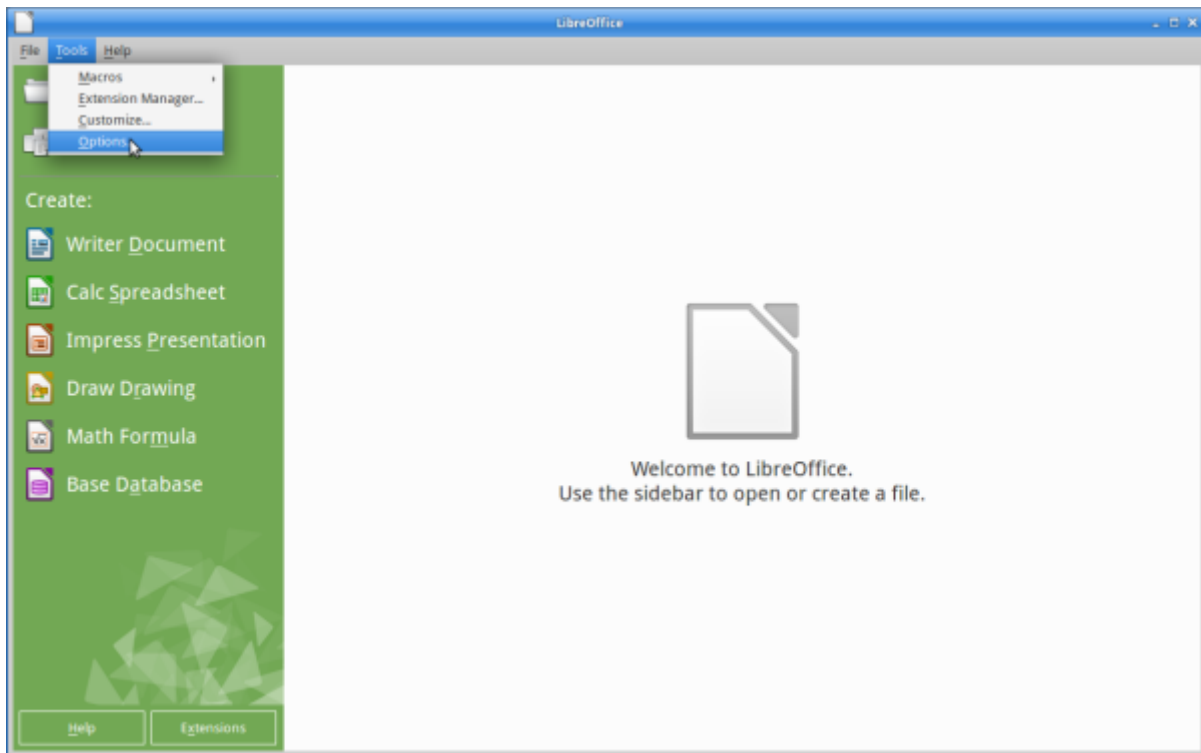 LibreOffice
File Tools Help
Macros
Extension Manager...
Customize...
Options
Create:
Writer Document
Calc Spreadsheet
Impress Presentation
Draw Drawing
Math Formula
Base Database
Welcome to LibreOffice.
Use the sidebar to open or create a file.
Help Extensions